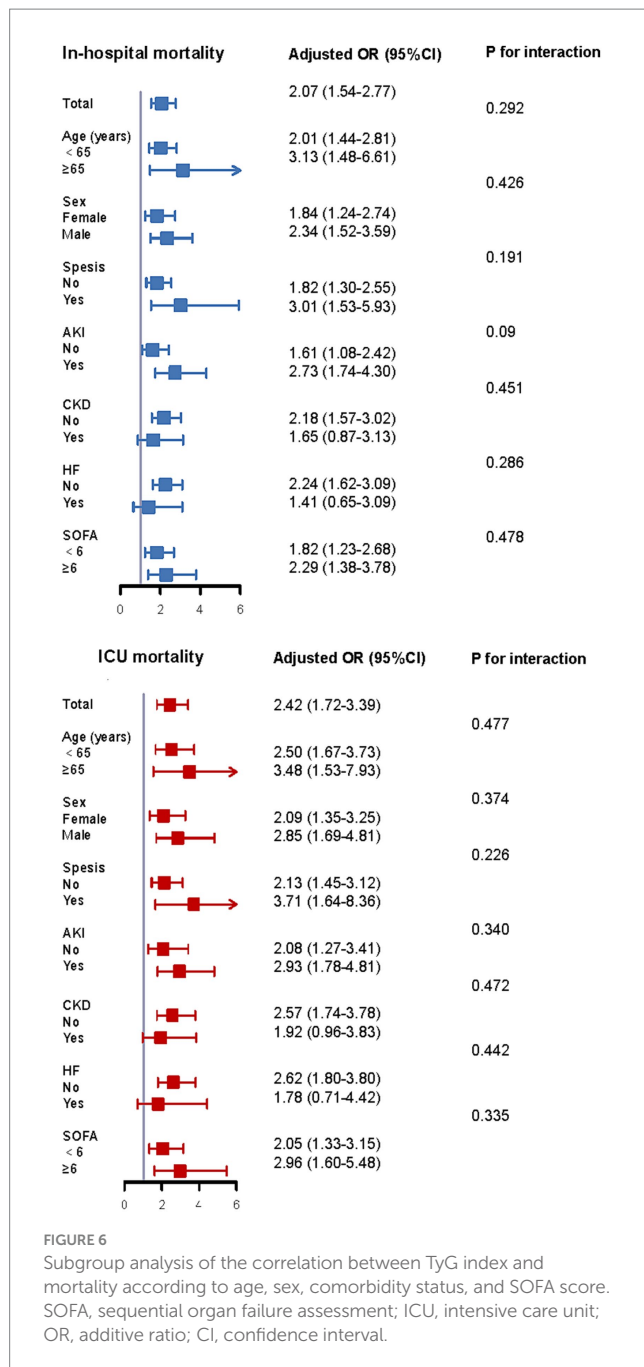 In-hospital mortality Adjusted OR (95%CI) P for interaction
Total 2.07 (1.54-2.77)
0.292
Age (years)
< 65 2.01 (1.44-2.81)
≥65 3.13 (1.48-6.61)
0.426
Sex
Female 1.84 (1.24-2.74)
Male 2.34 (1.52-3.59)
0.191
Spesis
No 1.82 (1.30-2.55)
Yes 3.01 (1.53-5.93)
0.09
AKI
No 1.61 (1.08-2.42)
Yes 2.73 (1.74-4.30)
0.451
CKD
No 2.18 (1.57-3.02)
Yes 1.65 (0.87-3.13)
0.286
HF
No 2.24 (1.62-3.09)
Yes 1.41 (0.65-3.09)
0.478
SOFA
< 6 1.82 (1.23-2.68)
≥6 2.29 (1.38-3.78)
0 2 4 6
ICU mortality Adjusted OR (95%CI) P for interaction
Total 2.42 (1.72-3.39)
0.477
Age (years)
< 65 2.50 (1.67-3.73)
≥65 3.48 (1.53-7.93)
0.374
Sex
Female 2.09 (1.35-3.25)
Male 2.85 (1.69-4.81)
0.226
Spesis
No 2.13 (1.45-3.12)
Yes 3.71 (1.64-8.36)
0.340
AKI
No 2.08 (1.27-3.41)
Yes 2.93 (1.78-4.81)
0.472
CKD
No 2.57 (1.74-3.78)
Yes 1.92 (0.96-3.83)
0.442
HF
No 2.62 (1.80-3.80)
Yes 1.78 (0.71-4.42)
0.335
SOFA
< 6 2.05 (1.33-3.15)
≥6 2.96 (1.60-5.48)
0 2 4 6
FIGURE 6
Subgroup analysis of the correlation between TyG index and
mortality according to age, sex, comorbidity status, and SOFA score.
SOFA, sequential organ failure assessment; ICU, intensive care unit;
OR, additive ratio; CI, confidence interval.